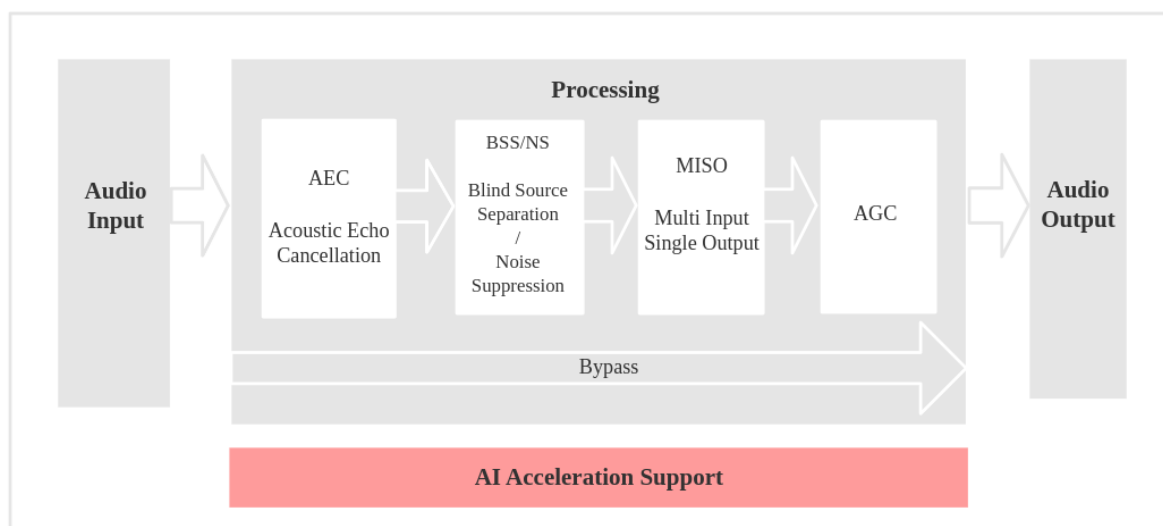 Audio
Input
Processing
AEC
Acoustic Echo
Cancellation
BSS/NS
Blind Source
Separation
/
Noise
Suppression
MISO
Multi Input
Single Output
AGC
Bypass
Audio
Output
AI Acceleration Support